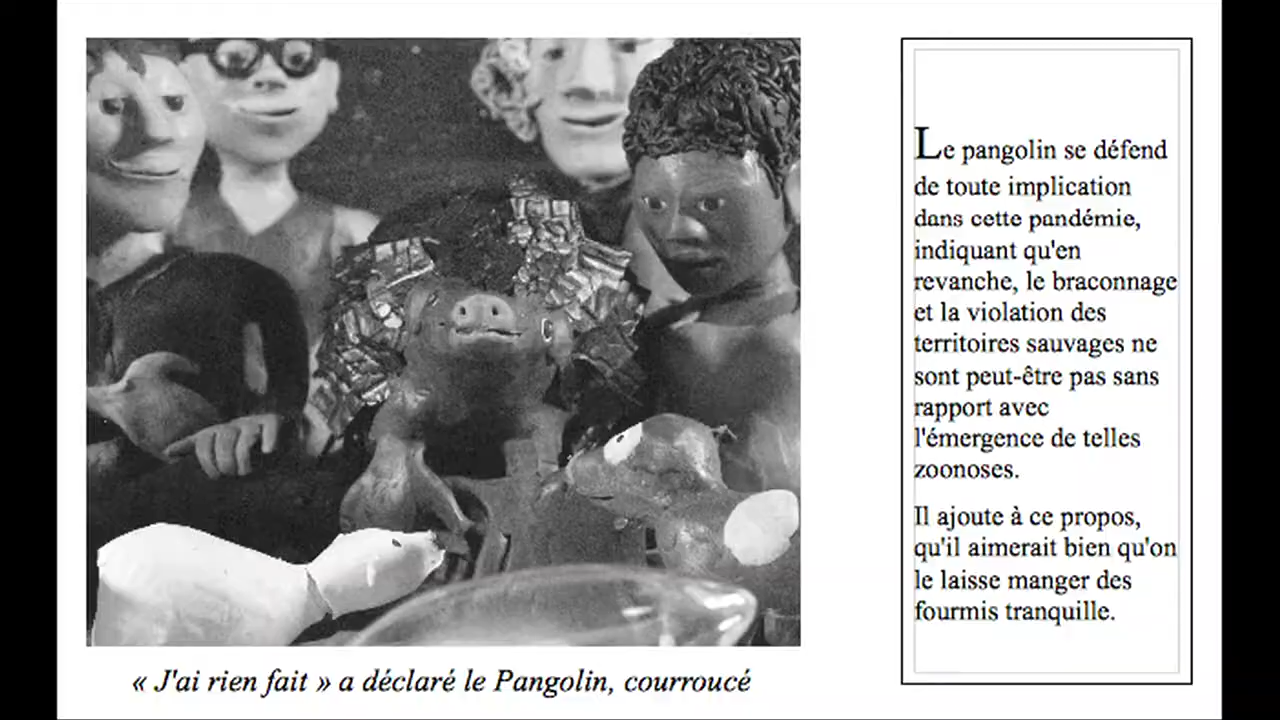 « J'ai rien fait » a déclaré le Pangolin, courroucé
Le pangolin se défend
de toute implication
dans cette pandémie,
indiquant qu'en
revanche, le braconnage
et la violation des
territoires sauvages ne
sont peut-être pas sans
rapport avec
l'émergence de telles
zoonoses.
Il ajoute à ce propos,
qu'il aimerait bien qu'on
le laisse manger des
fourmis tranquille.